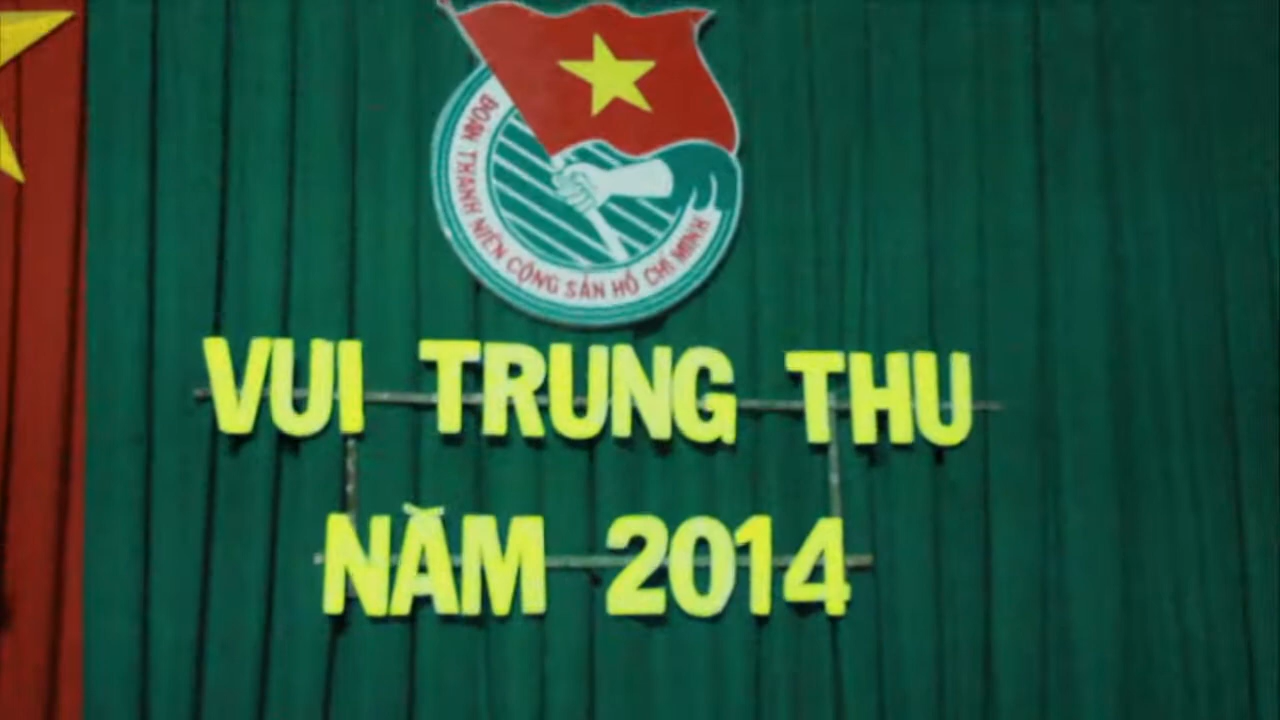 ĐOÀN THANH NIÊN CỘNG SẢN HỒ CHÍ MINH
VUI TRUNG THU
NĂM 2014